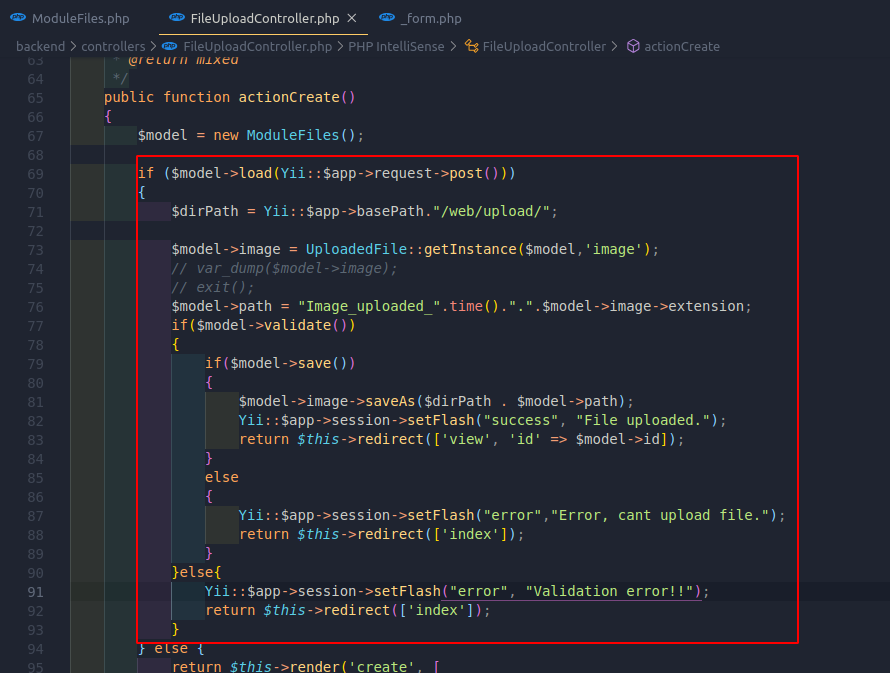 ModuleFiles.php FileUploadController.php × _form.php
backend > controllers > FileUploadController.php > PHP IntelliSense > FileUploadController > actionCreate
63 * @return mixed
64 */
65 public function actionCreate()
66 {
67 $model = new ModuleFiles();
68
69 if ($model->load(Yii::$app->request->post()))
70 {
71 $dirPath = Yii::$app->basePath."/web/upload/";
72
73 $model->image = UploadedFile::getInstance($model,'image');
74 // var_dump($model->image);
75 // exit();
76 $model->path = "Image_uploaded_".time().".".$model->image->extension;
77 if($model->validate())
78 {
79 if($model->save())
80 {
81 $model->image->saveAs($dirPath . $model->path);
82 Yii::$app->session->setFlash("success", "File uploaded.");
83 return $this->redirect(['view', 'id' => $model->id]);
84 }
85 else
86 {
87 Yii::$app->session->setFlash("error","Error, cant upload file.");
88 return $this->redirect(['index']);
89 }
90 }else{
91 Yii::$app->session->setFlash("error", "Validation error!!");
92 return $this->redirect(['index']);
93 }
94 } else {
95 return $this->render('create', [